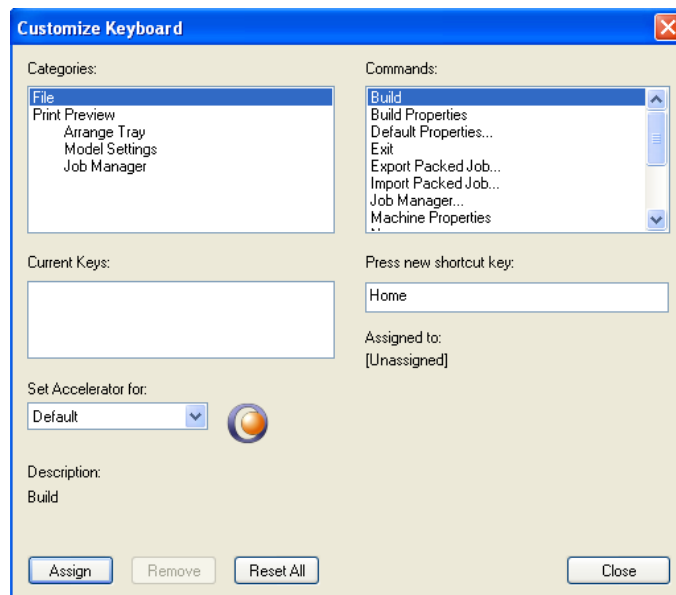 Customize Keyboard
Categories:
File
Print Preview
Arrange Tray
Model Settings
Job Manager
Commands:
Build
Build Properties
Default Properties...
Exit
Export Packed Job...
Import Packed Job...
Job Manager...
Machine Properties
Current Keys:
Press new shortcut key:
Home
Assigned to:
[Unassigned]
Set Accelerator for:
Default
Description:
Build
Assign
Remove
Reset All
Close